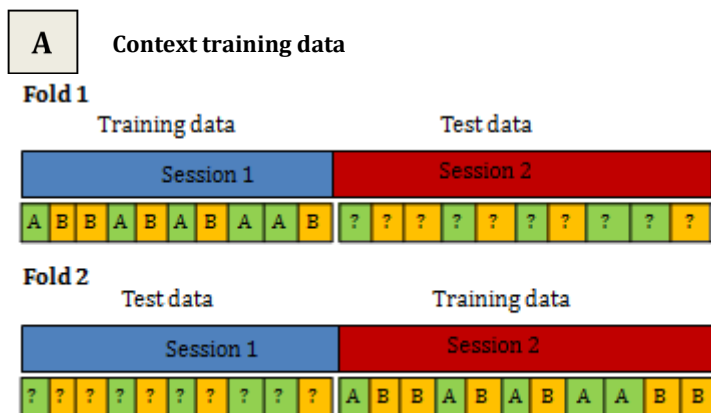 A
Context training data
Fold 1
Training data Test data
Session 1 Session 2
A B B A B A B A A B ? ? ? ? ? ? ? ? ? ?
Fold 2
Test data Training data
Session 1 Session 2
? ? ? ? ? ? ? ? ? ? A B B A B A B A A B B